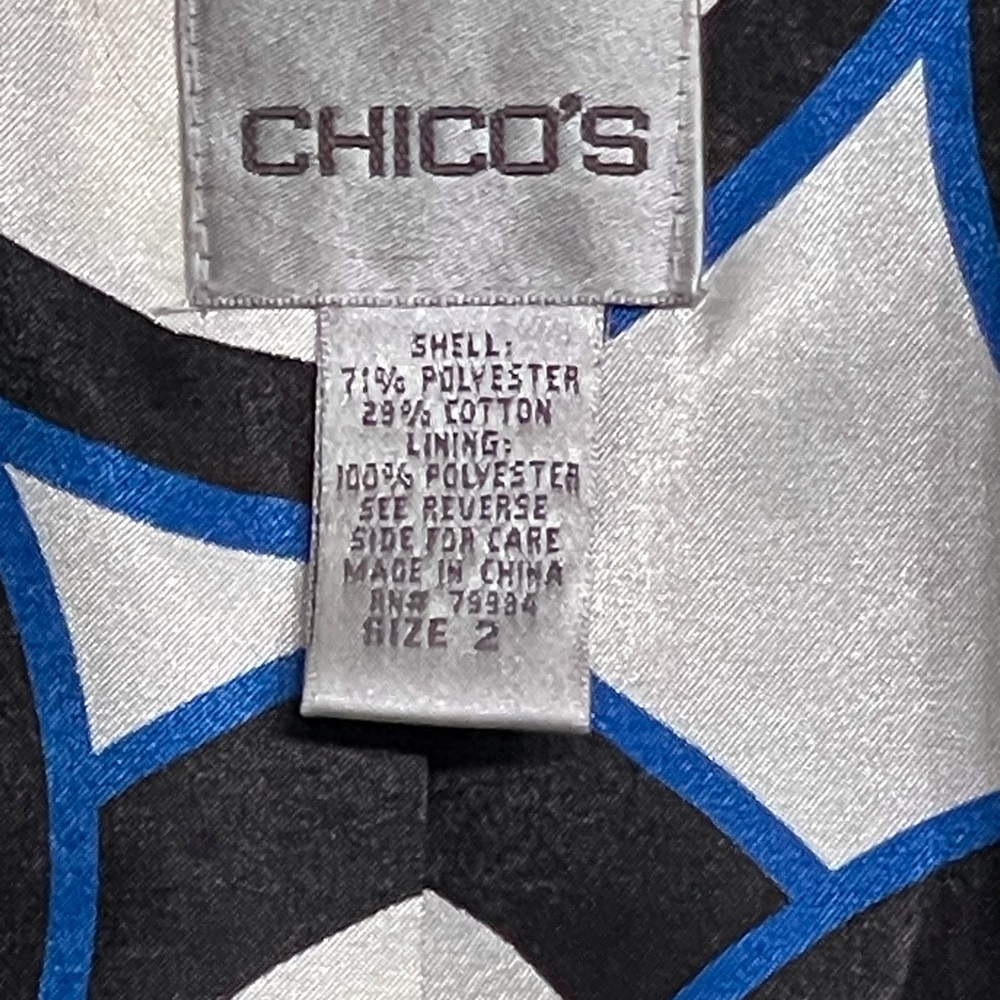 CHICO'S
SHELL:
71% POLYESTER
29% COTTON
LINING:
100% POLYESTER
SEE REVERSE
SIDE FOR CARE
MADE IN CHINA
RN# 79984
SIZE 2